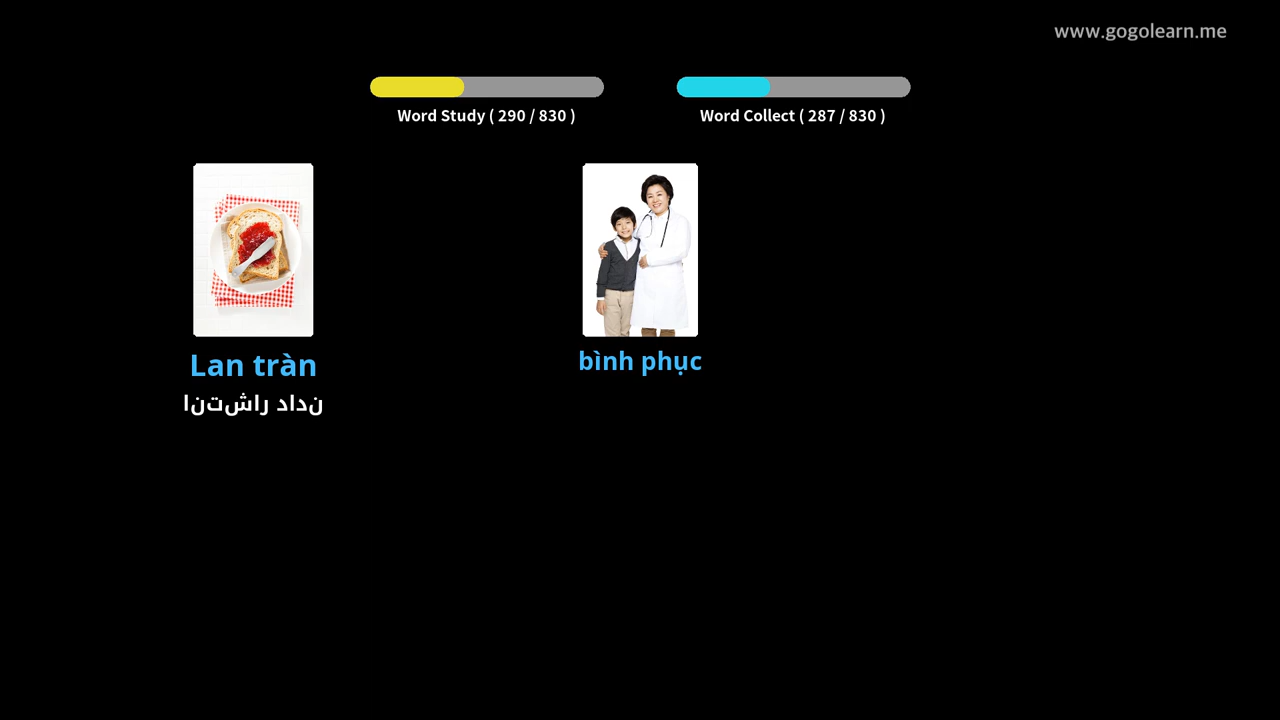 www.gogolearn.me
Word Study ( 290 / 830 )
Word Collect ( 287 / 830 )
Lan tràn
انتشار دادن
bình phục